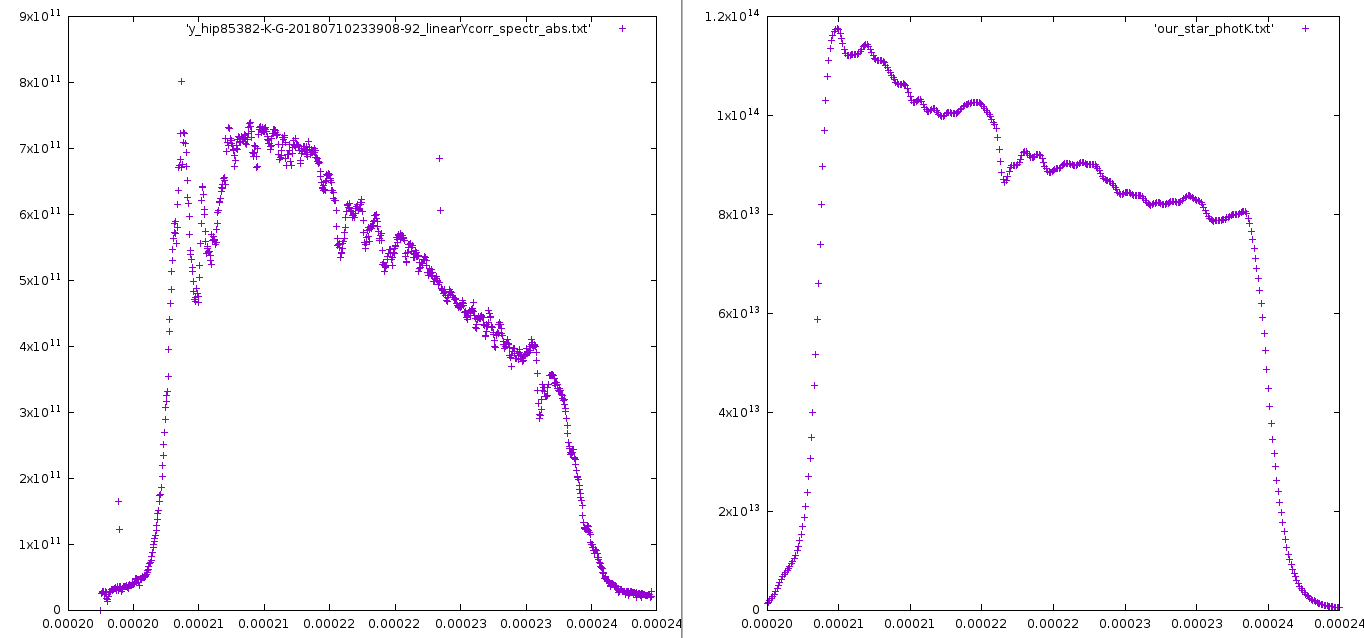 9x10^11
'y_hip85382-K-G-20180710233908-92_linearYcorr_spectr_abs.txt'
8x10^11
7x10^11
6x10^11
5x10^11
4x10^11
3x10^11
2x10^11
1x10^11
0
0.00020 0.00020 0.00021 0.00021 0.00022 0.00022 0.00023 0.00023 0.00024 0.00024
1.2x10^14
'our_star_photK.txt'
1x10^14
8x10^13
6x10^13
4x10^13
2x10^13
0
0.00020 0.00021 0.00021 0.00022 0.00022 0.00023 0.00023 0.00024 0.00024